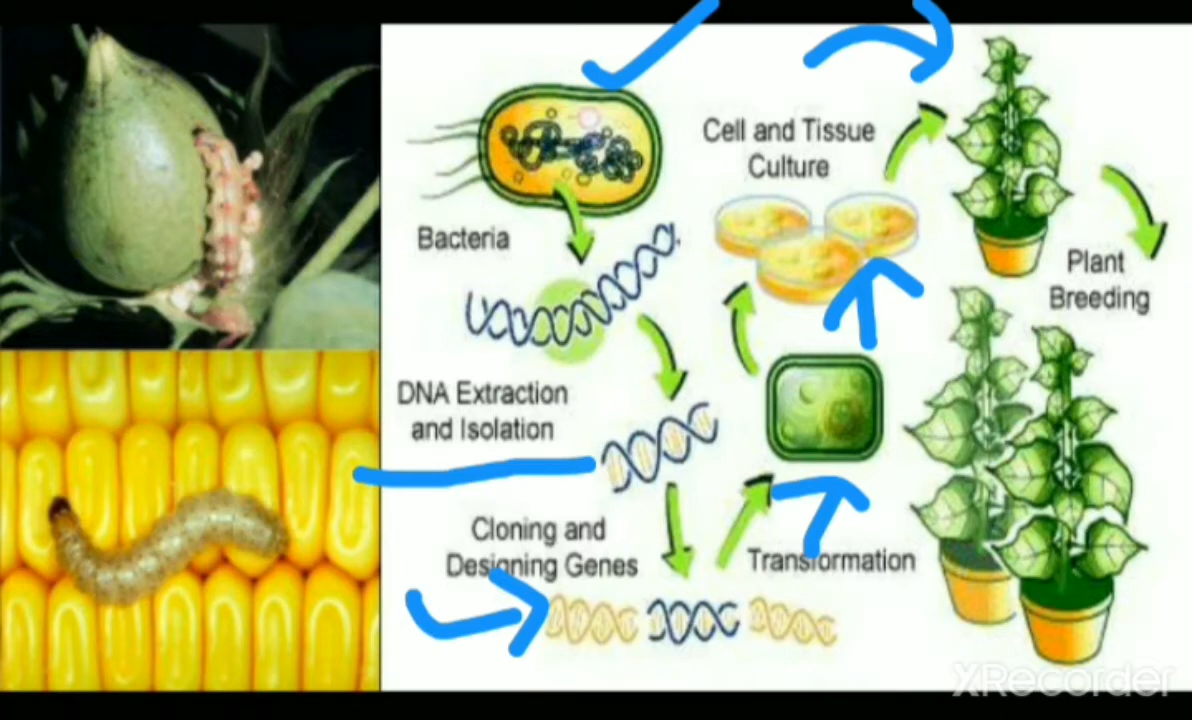 Cell and Tissue
Culture
Bacteria
Plant
Breeding
DNA Extraction
and Isolation
Cloning and
Designing Genes
Transformation
XRecorder